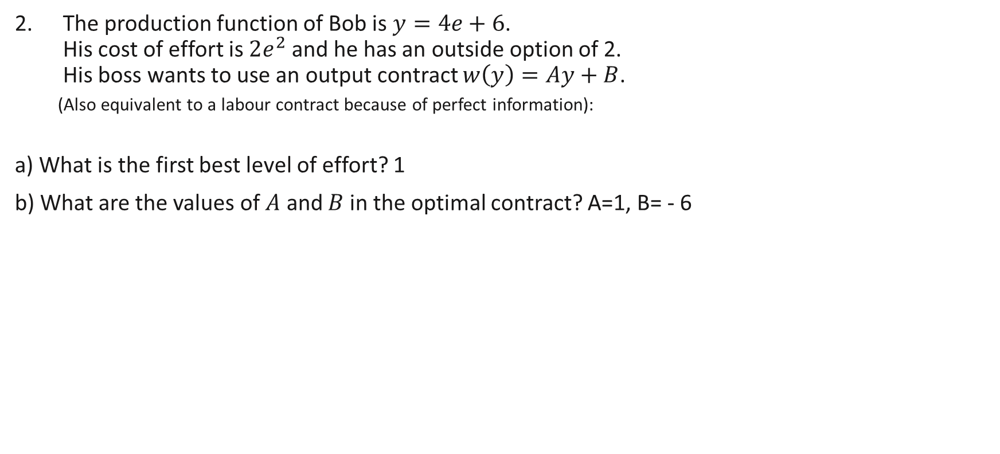 2. The production function of Bob is 𝑦 = 4𝑒 + 6.
His cost of effort is 2𝑒² and he has an outside option of 2.
His boss wants to use an output contract 𝑤(𝑦) = 𝐴𝑦 + 𝐵.
(Also equivalent to a labour contract because of perfect information):
a) What is the first best level of effort? 1
b) What are the values of 𝐴 and 𝐵 in the optimal contract? A=1, B= - 6